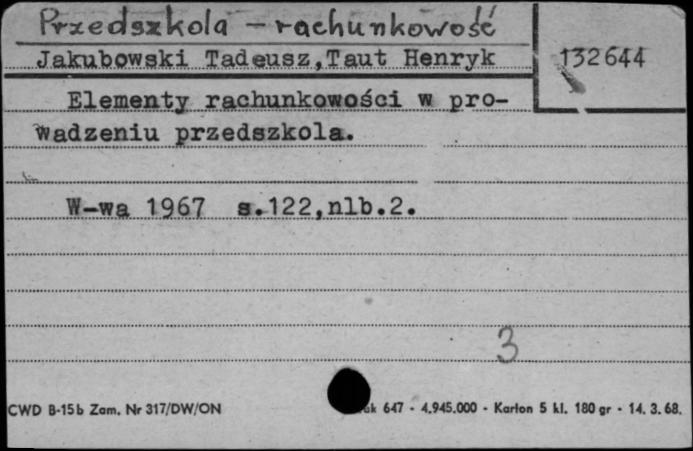 Przedszkola - rachunkowość
Jakubowski Tadeusz,Taut Henryk
132644
Elementy rachunkowości w pro-
wadzeniu przedszkola.
W-wa 1967 s.122,nlb.2.
3
CWD B-15b Zam. Nr 317/DW/ON
647 - 4.945.000 - Karton 5 kl. 180 gr - 14. 3. 68.